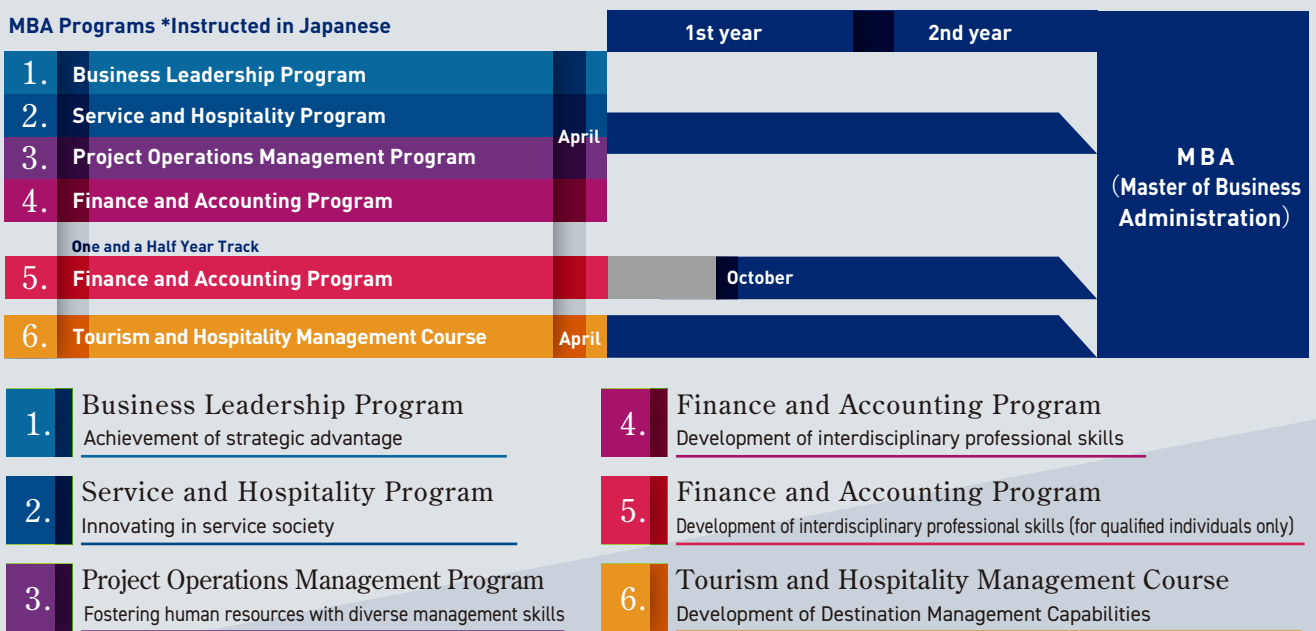 MBA Programs *Instructed in Japanese
1st year
2nd year
1. Business Leadership Program
2. Service and Hospitality Program
3. Project Operations Management Program
4. Finance and Accounting Program
April
One and a Half Year Track
5. Finance and Accounting Program
October
6. Tourism and Hospitality Management Course
April
MBA
(Master of Business
Administration)
1. Business Leadership Program
Achievement of strategic advantage
2. Service and Hospitality Program
Innovating in service society
3. Project Operations Management Program
Fostering human resources with diverse management skills
4. Finance and Accounting Program
Development of interdisciplinary professional skills
5. Finance and Accounting Program
Development of interdisciplinary professional skills (for qualified individuals only)
6. Tourism and Hospitality Management Course
Development of Destination Management Capabilities